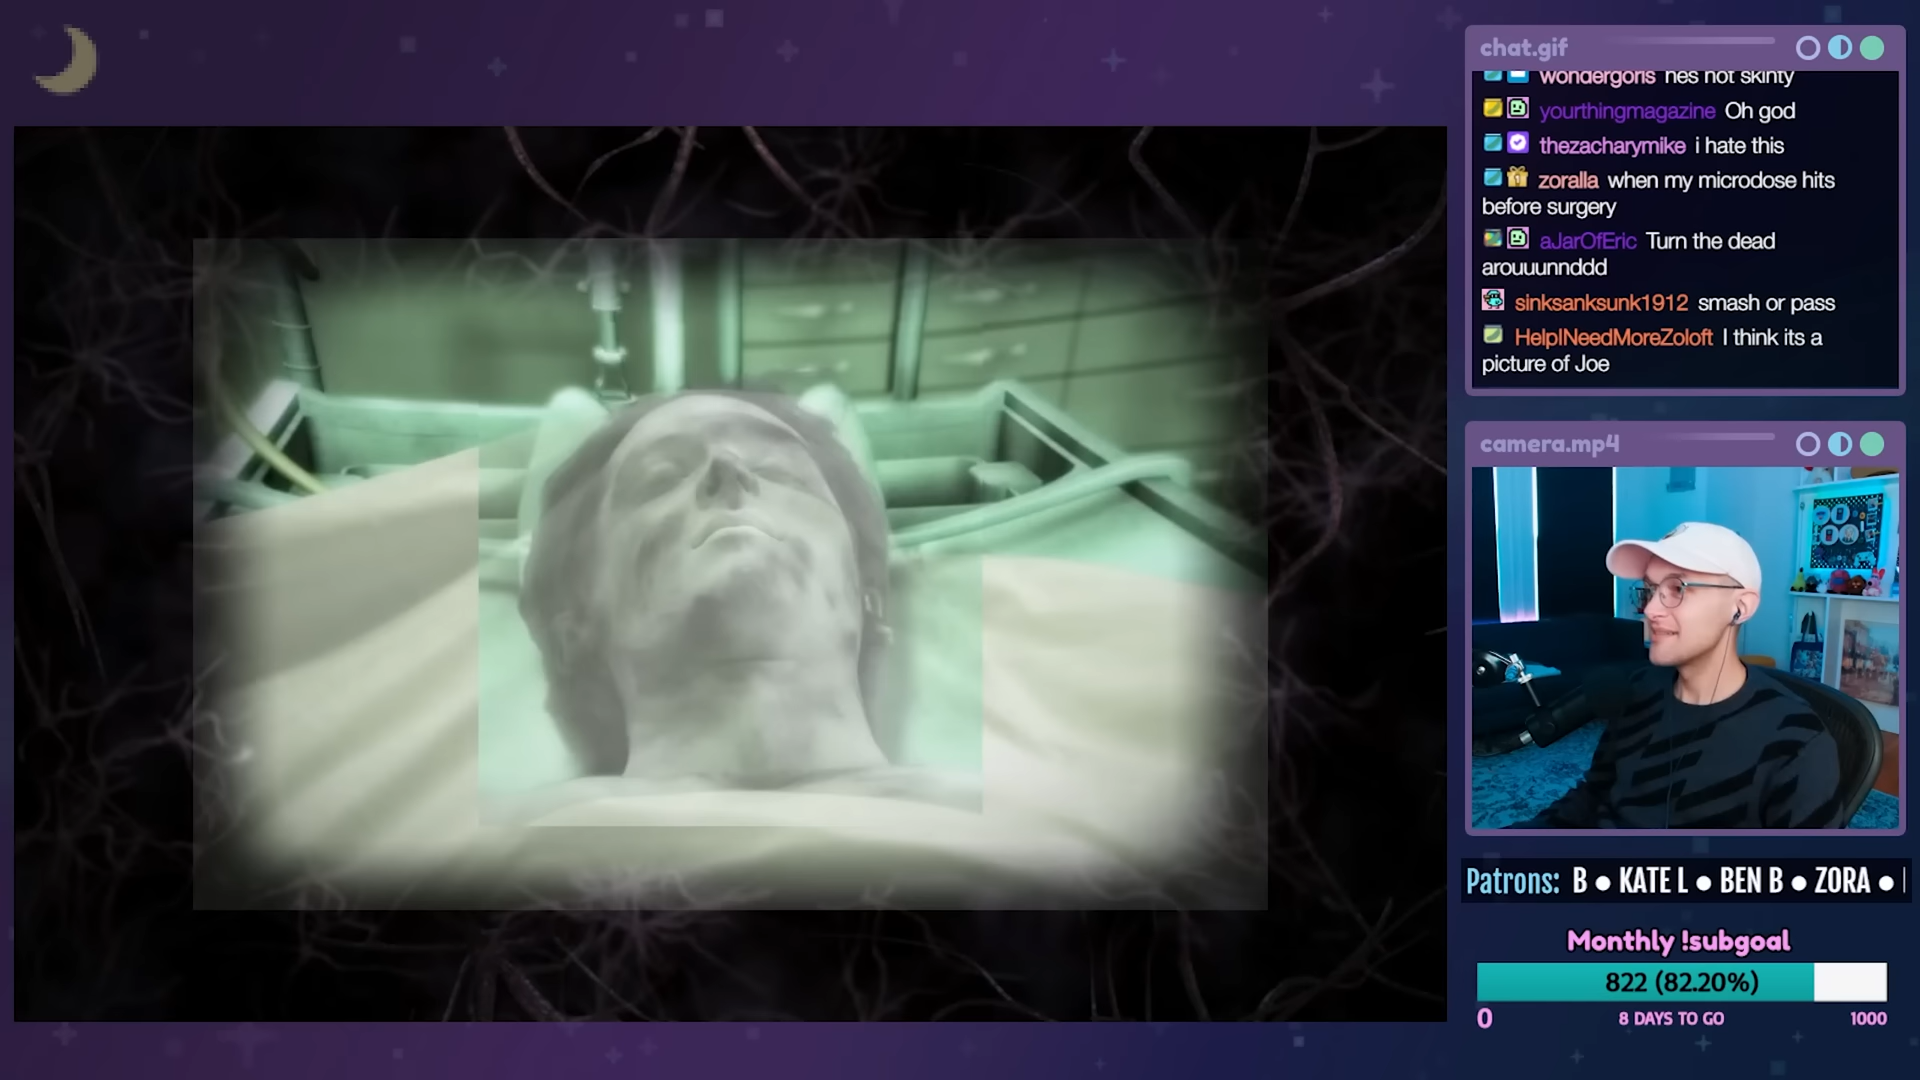 chat.gif
wondergoris hes not skinty
yourthingmagazine Oh god
thezacharymike i hate this
zoralla when my microdose hits
before surgery
aJarOfEric Turn the dead
arouuunnddd
sinksanksunk1912 smash or pass
HelpINeedMoreZoloft I think its a
picture of Joe
camera.mp4
Patrons: B • KATE L • BEN B • ZORA •
Monthly !subgoal
822 (82.20%)
0 8 DAYS TO GO 1000